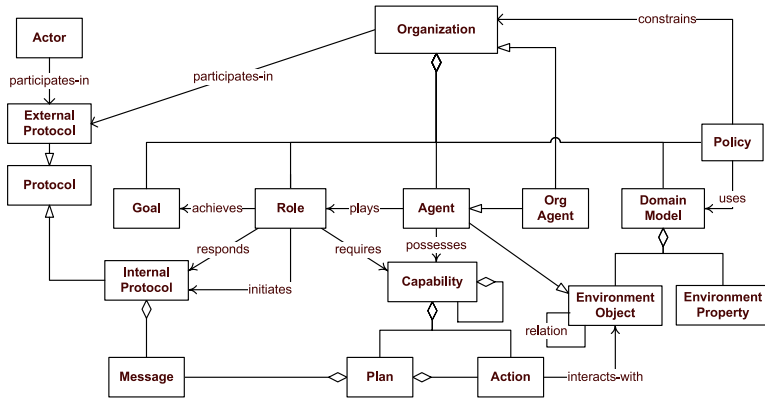 Actor
Organization
constrains
participates-in
participates-in
External
Protocol
Policy
Protocol
Goal
achieves
Role
plays
Agent
Org
Agent
Domain
Model
uses
responds
requires
possesses
Internal
Protocol
initiates
Capability
Environment
Object
Environment
Property
relation
Message
Plan
Action
interacts-with